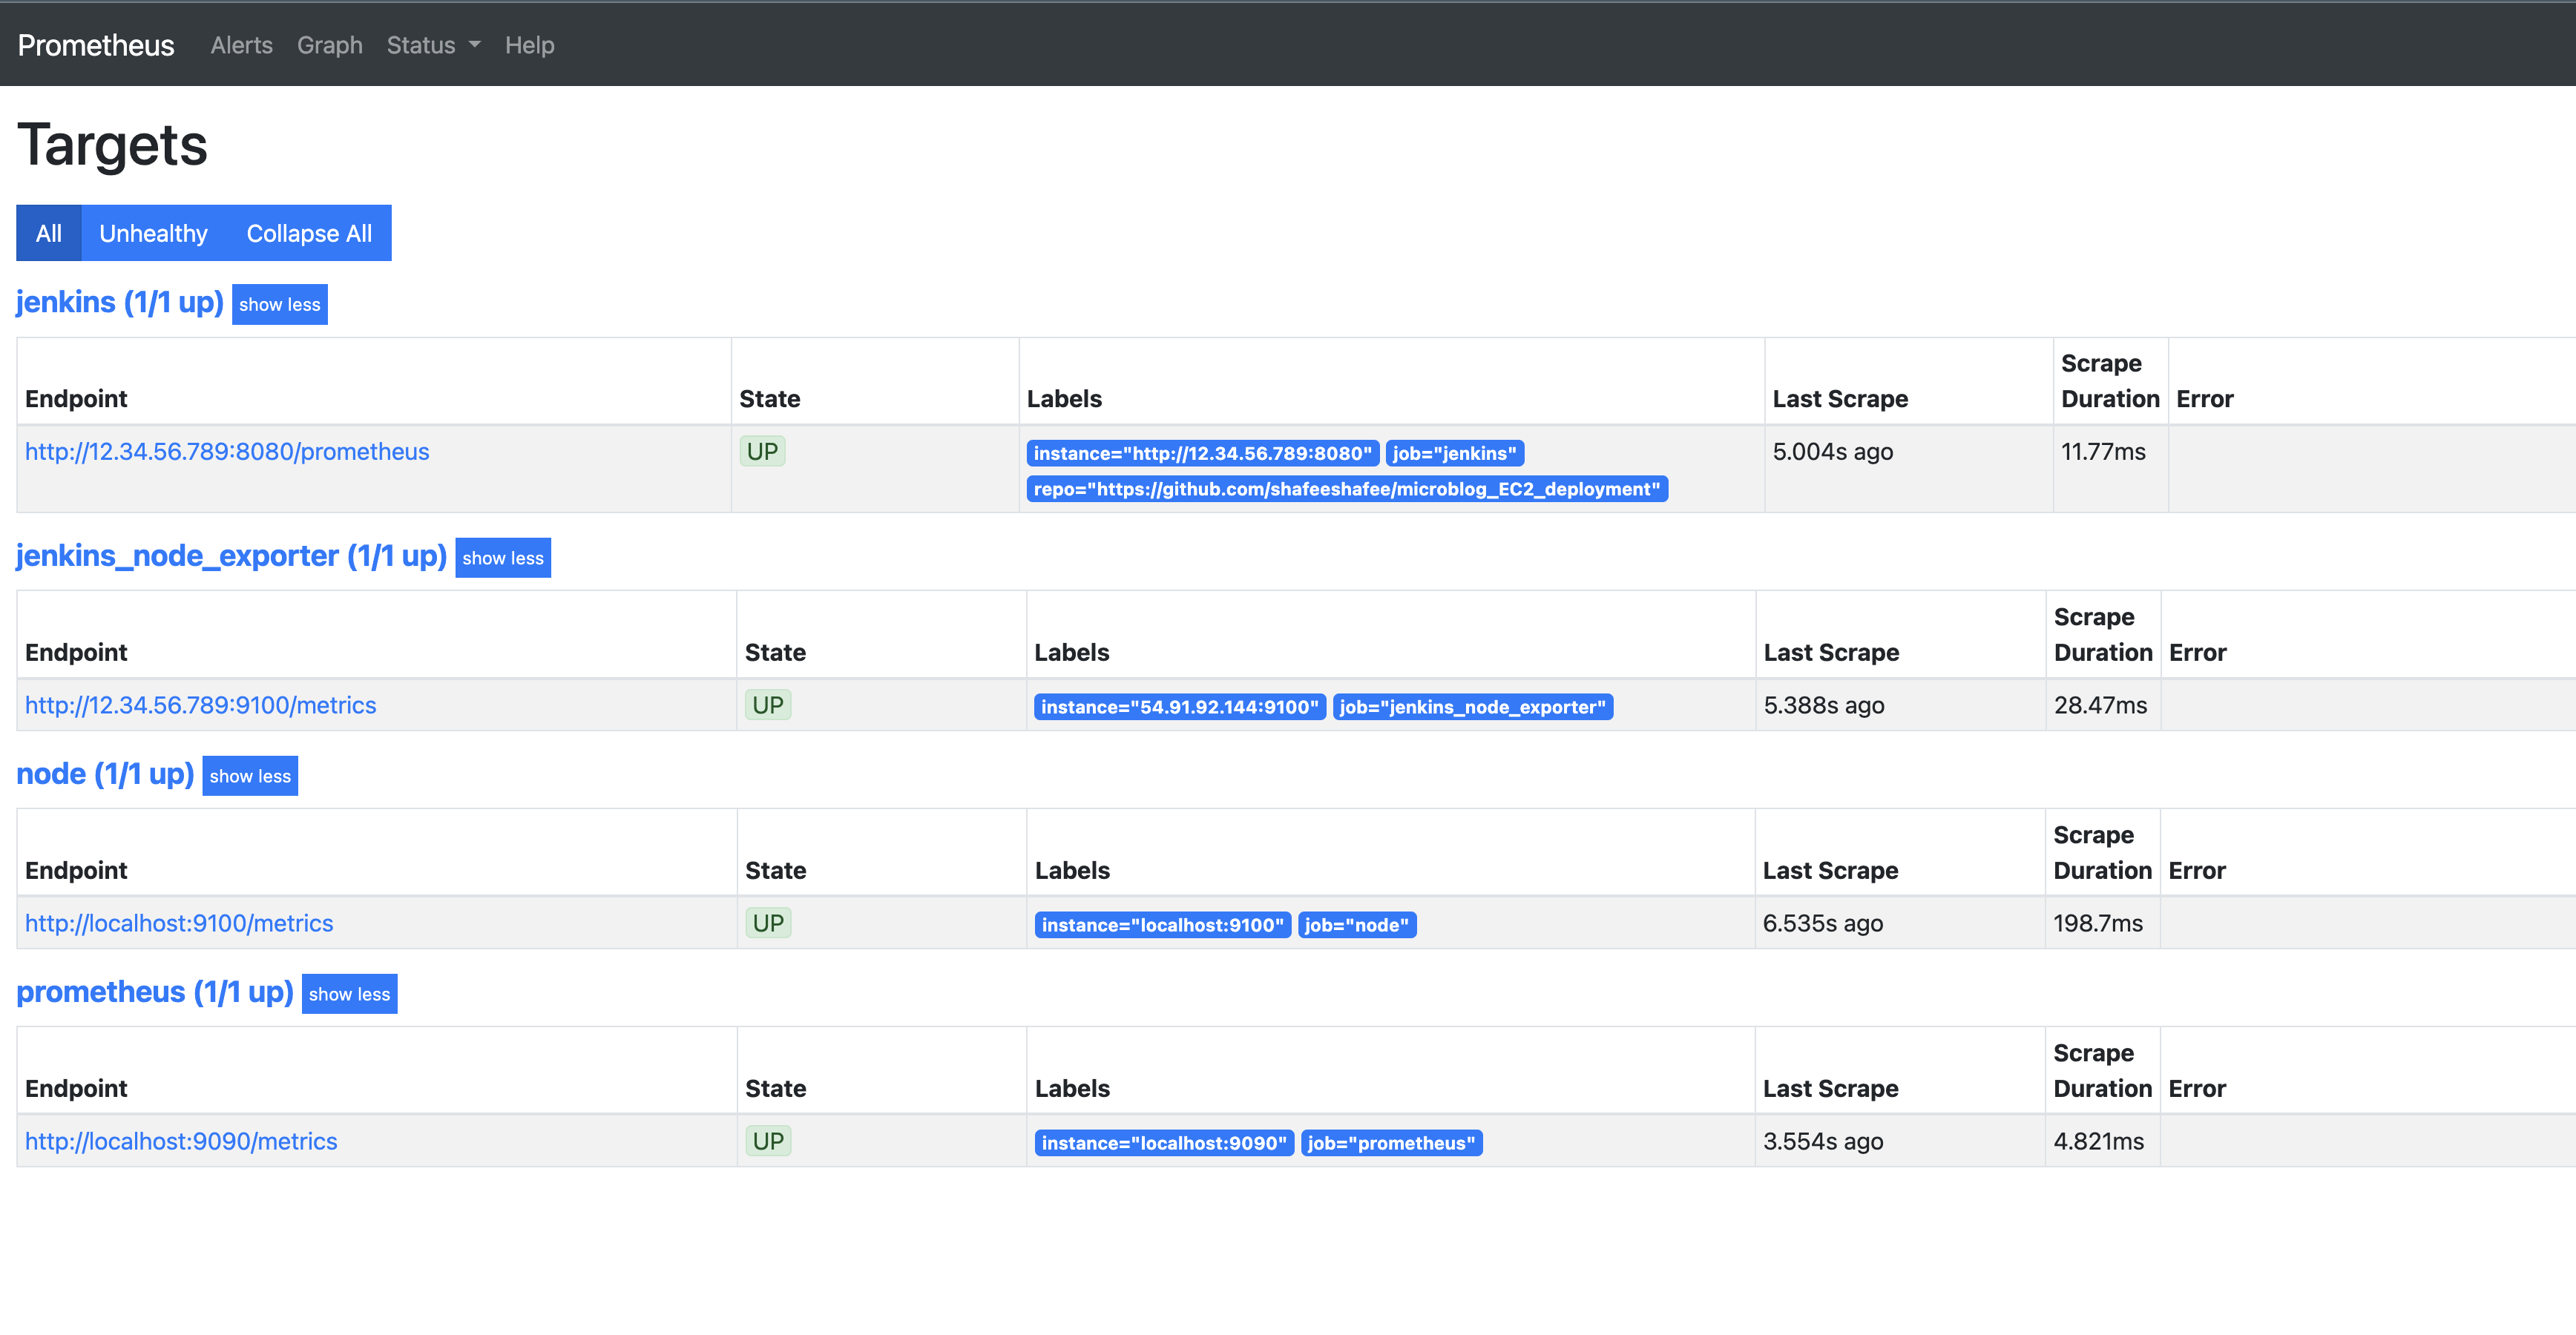 Prometheus Alerts Graph Status Help
Targets
All Unhealthy Collapse All
jenkins (1/1 up) show less
Endpoint State Labels Last Scrape Scrape Duration Error
http://12.34.56.789:8080/prometheus UP instance="http://12.34.56.789:8080" job="jenkins" 5.004s ago 11.77ms
repo="https://github.com/shafeeshafee/microblog_EC2_deployment"
jenkins_node_exporter (1/1 up) show less
Endpoint State Labels Last Scrape Scrape Duration Error
http://12.34.56.789:9100/metrics UP instance="54.91.92.144:9100" job="jenkins_node_exporter" 5.388s ago 28.47ms
node (1/1 up) show less
Endpoint State Labels Last Scrape Scrape Duration Error
http://localhost:9100/metrics UP instance="localhost:9100" job="node" 6.535s ago 198.7ms
prometheus (1/1 up) show less
Endpoint State Labels Last Scrape Scrape Duration Error
http://localhost:9090/metrics UP instance="localhost:9090" job="prometheus" 3.554s ago 4.821ms